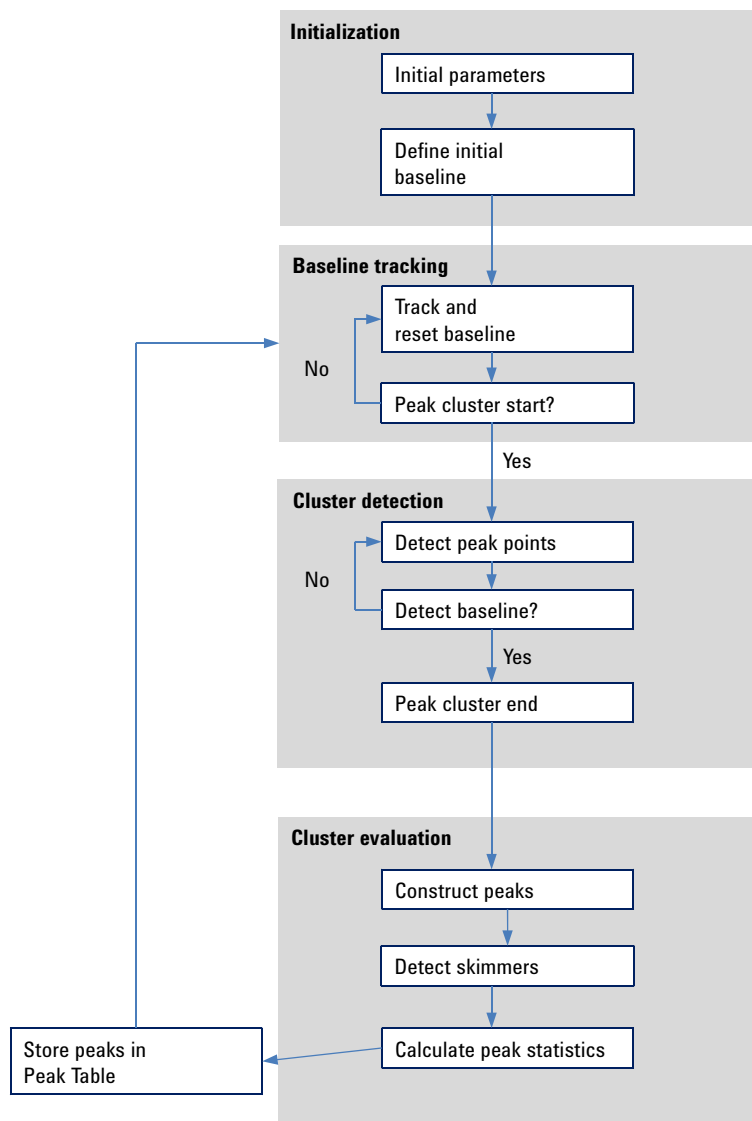 Initialization
Initial parameters
Define initial
baseline
Baseline tracking
Track and
reset baseline
No
Peak cluster start?
Yes
Cluster detection
Detect peak points
No
Detect baseline?
Yes
Peak cluster end
Cluster evaluation
Construct peaks
Detect skimmers
Calculate peak statistics
Store peaks in
Peak Table